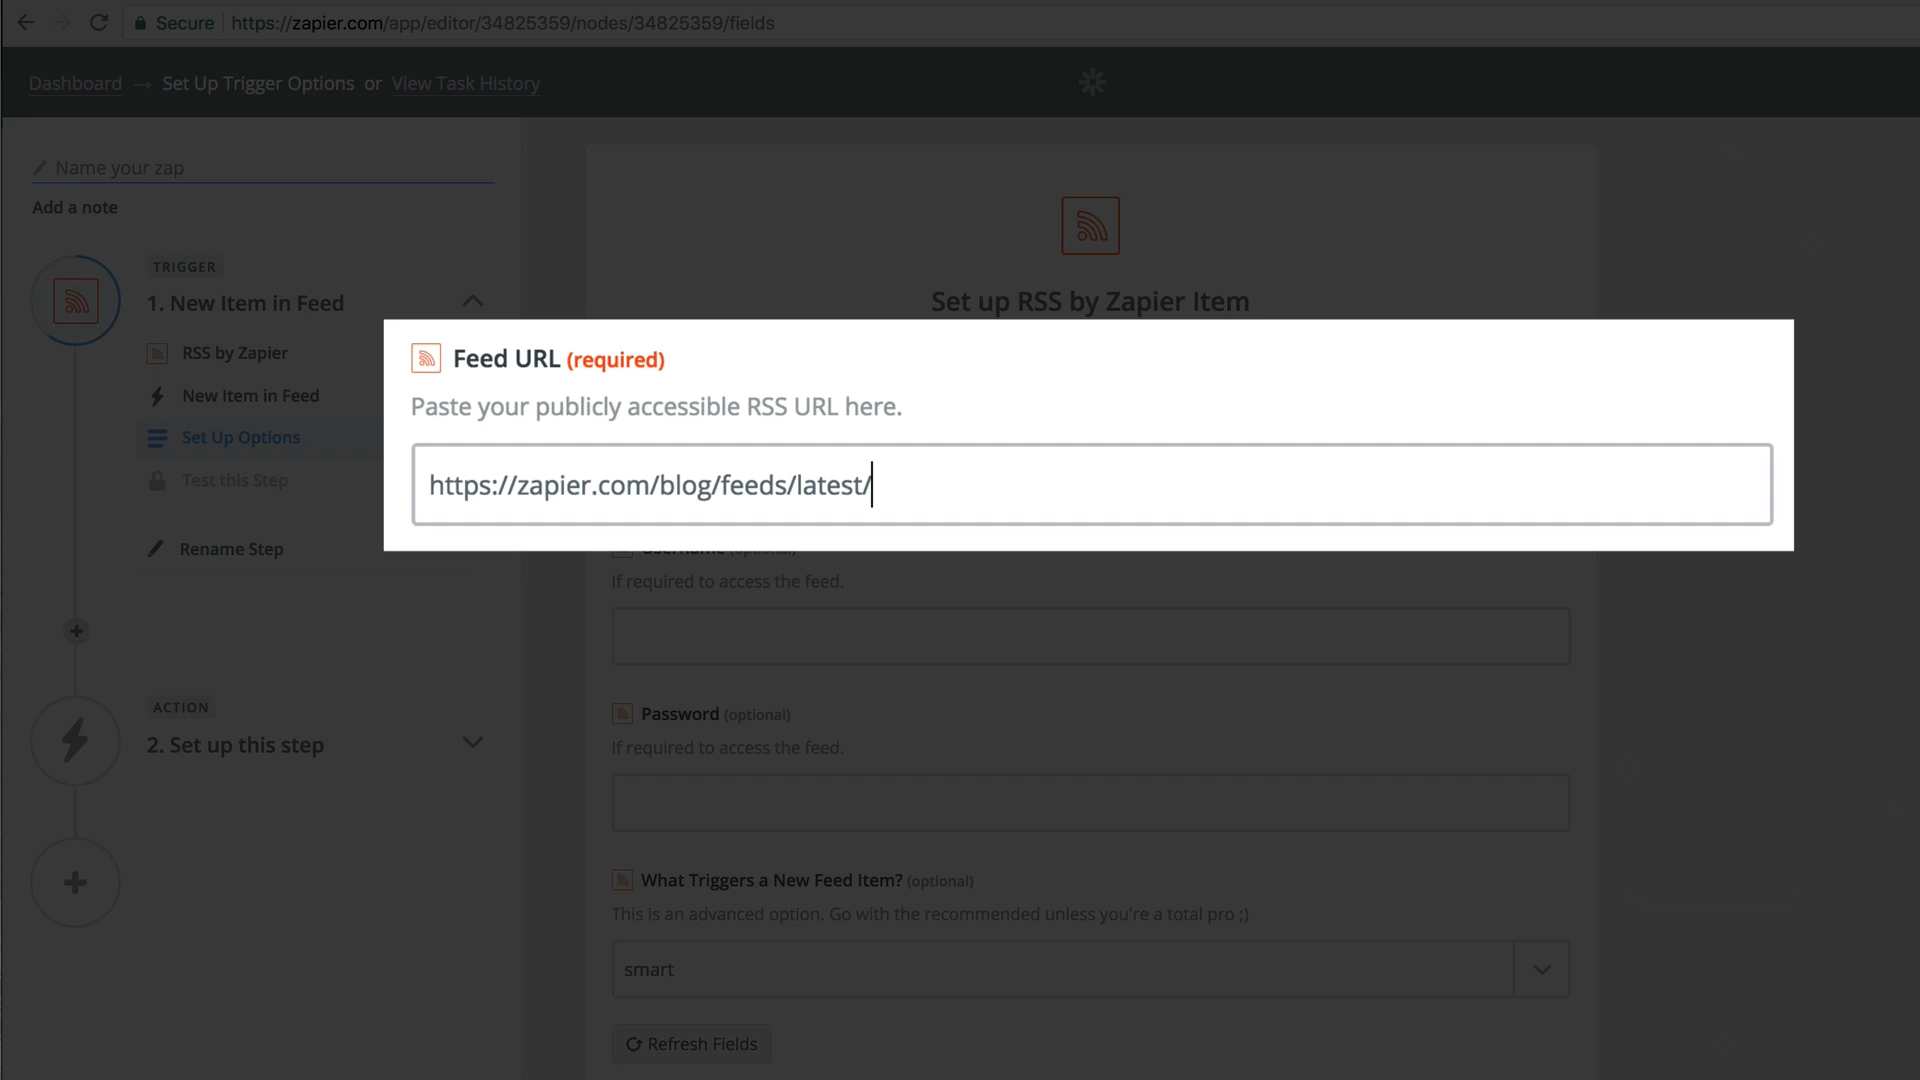 Secure https://zapier.com/app/editor/34825359/nodes/34825359/fields
Dashboard → Set Up Trigger Options or View Task History
Name your zap
Add a note
TRIGGER
1. New Item in Feed
RSS by Zapier
New Item in Feed
Set Up Options
Test this Step
Rename Step
ACTION
2. Set up this step
Set up RSS by Zapier Item
Feed URL (required)
Paste your publicly accessible RSS URL here.
https://zapier.com/blog/feeds/latest/
Username (optional)
If required to access the feed.
Password (optional)
If required to access the feed.
What Triggers a New Feed Item? (optional)
This is an advanced option. Go with the recommended unless you're a total pro ;)
smart
Refresh Fields